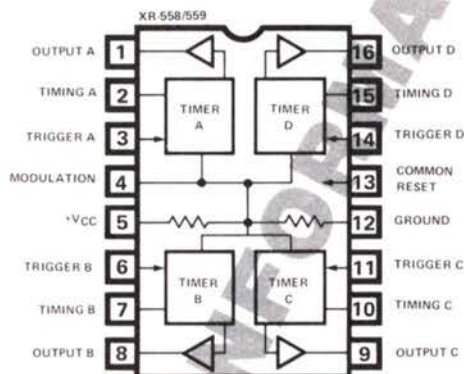 XR-558/559
OUTPUT A 1 16 OUTPUT D
TIMING A 2 15 TIMING D
TIMER A TIMER D
TRIGGER A 3 14 TRIGGER D
MODULATION 4 13 COMMON RESET
+VCC 5 12 GROUND
TRIGGER B 6 11 TRIGGER C
TIMER B TIMER C
TIMING B 7 10 TIMING C
OUTPUT B 8 9 OUTPUT C
INFORMA